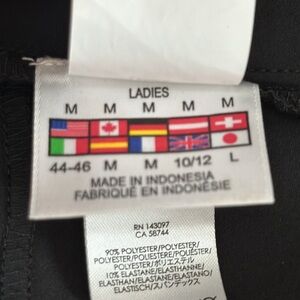 LADIES
M M M M M
44-46 M M 10/12 L
MADE IN INDONESIA
FABRIQUÉ EN INDONÉSIE
RN 143097
CA 58744
90% POLYESTER/POLYESTER/
POLYESTER/POLIÉSTER/POLIESTERE/
POLYESTER/ポリエステル
10% ELASTANE/ELASTHANNE/
ELASTHAN/ELASTANO/ELASTANE/
ELASTISCH/スパンデックス